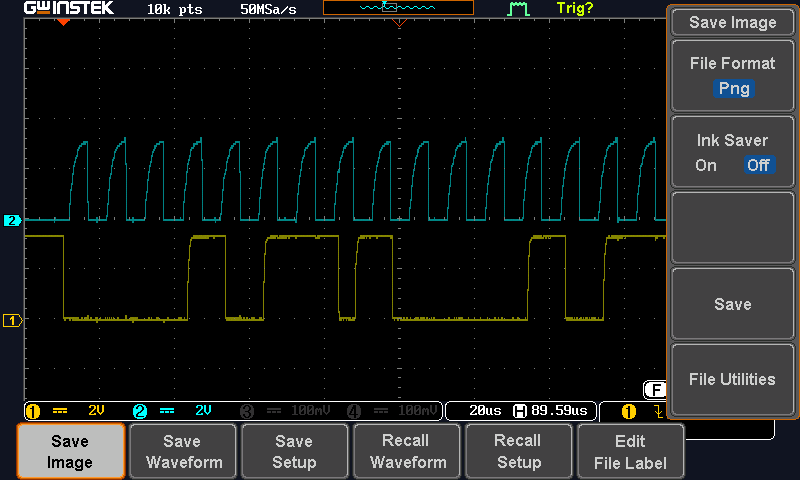 GWINSTEK 10k pts 50MSa/s Trig?
Save Image
File Format
Png
Ink Saver
On Off
2
Save
1
File Utilities
F
1 2V 2 2V 3 100mV 4 100mV 20us H 89.59us 1
Save Image
Save Waveform
Save Setup
Recall Waveform
Recall Setup
Edit File Label